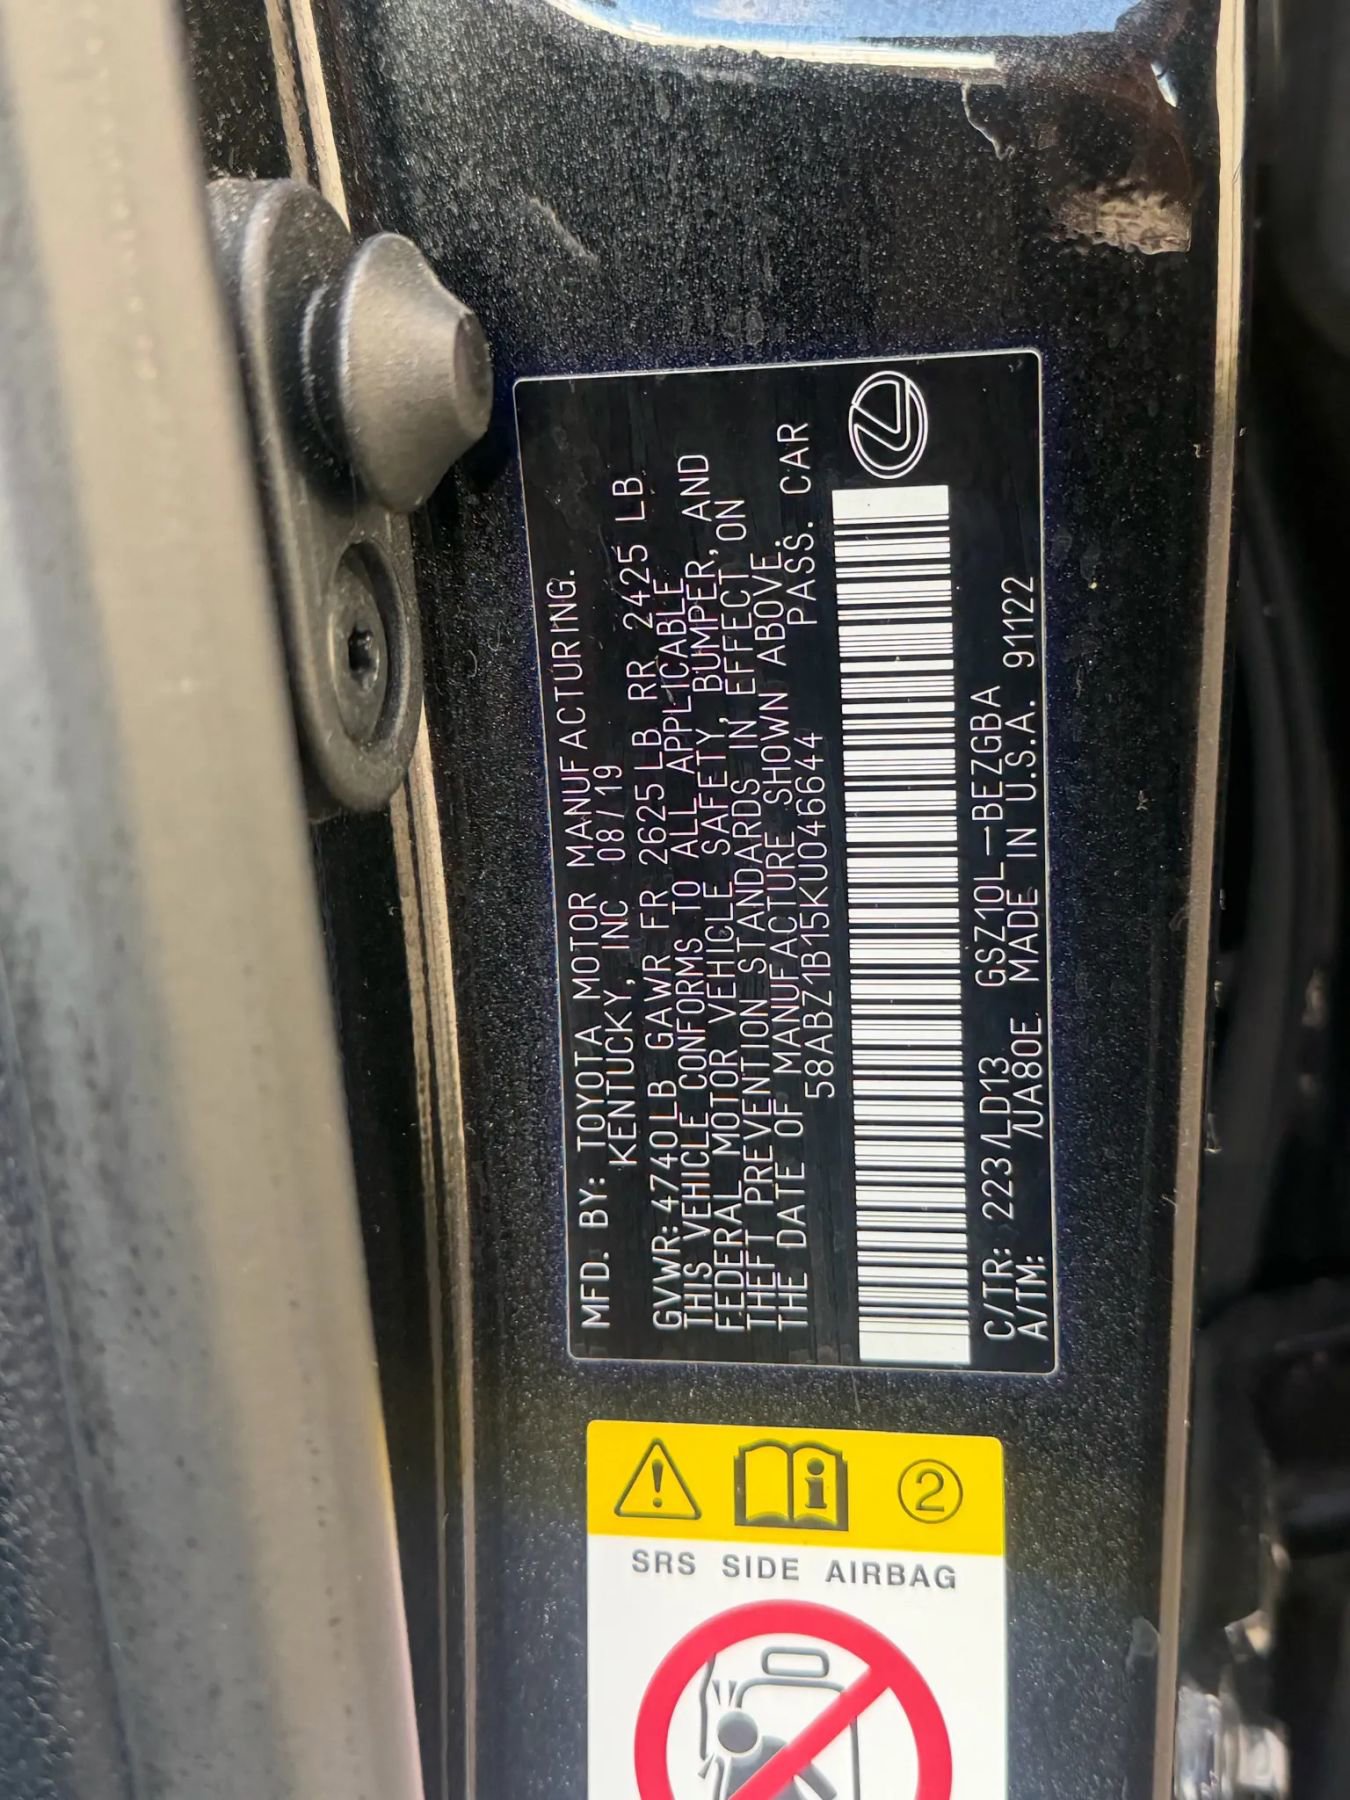 MFD. BY: TOYOTA MOTOR MANUFACTURING.
KENTUCKY, INC 08/19
GVWR: 4740LB GAWR FR 2625LB RR 2425 LB
THIS VEHICLE CONFORMS TO ALL APPLICABLE
FEDERAL MOTOR VEHICLE SAFETY, BUMPER, AND
THEFT PREVENTION STANDARDS IN EFFECT ON
THE DATE OF MANUFACTURE SHOWN ABOVE.
58ABZ1B15KU046644 PASS. CAR
C/TR: 223/LD13 GSZ10L-BEZGBA
A/TM: /UA80E MADE IN U.S.A. 91122
2
SRS SIDE AIRBAG